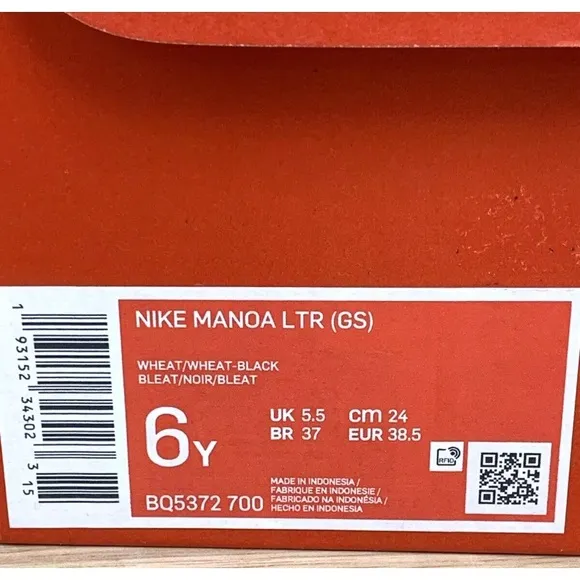 NIKE MANOA LTR (GS)
WHEAT/WHEAT-BLACK
BLEAT/NOIR/BLEAT
6Y
UK 5.5 cm 24
BR 37 EUR 38.5
BQ5372 700
MADE IN INDONESIA /
FABRIQUE EN INDONESIE /
FABRICADO NA INDONÉSIA /
HECHO EN INDONESIA
RFID
1 93152 34302 3 15